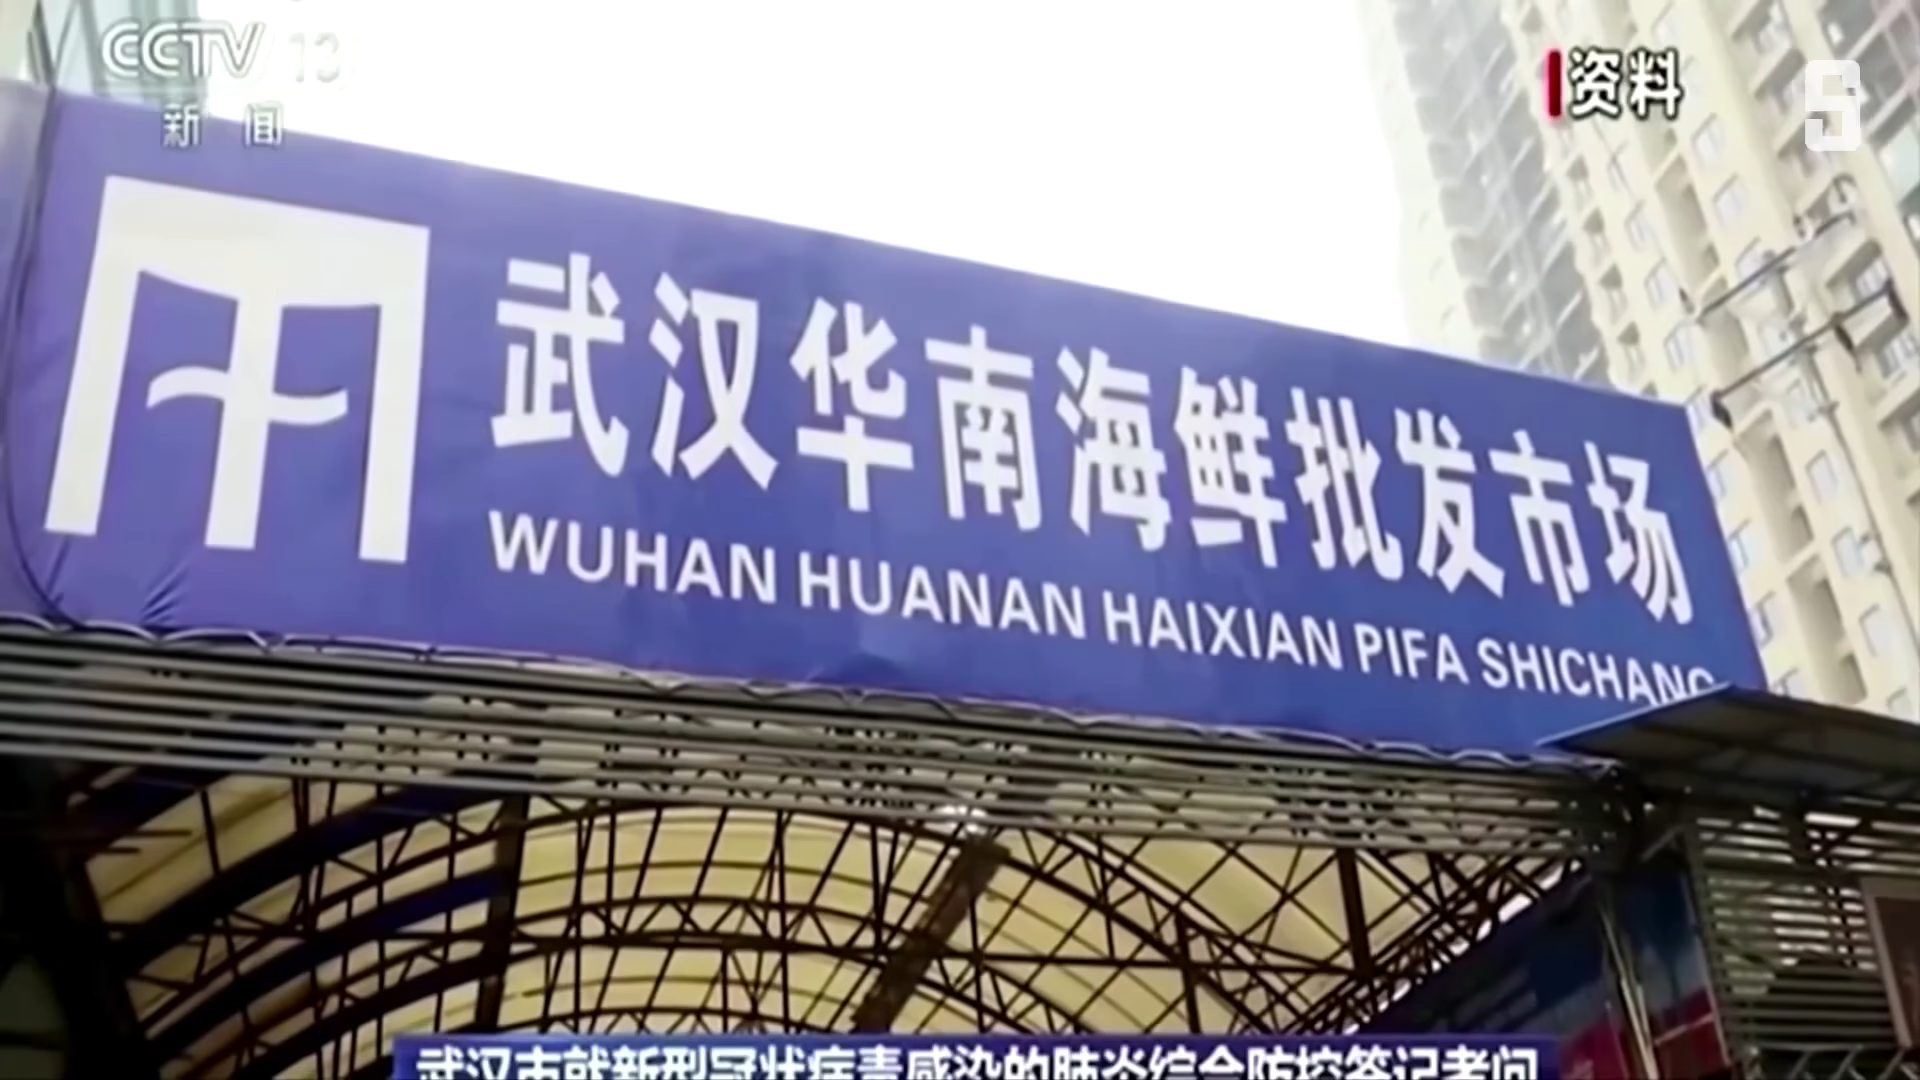 CCTV 13
新闻
资料
S
武汉华南海鲜批发市场
WUHAN HUANAN HAIXIAN PIFA SHICHANG
武汉市就新型冠状病毒感染的肺炎综合防控答记者问